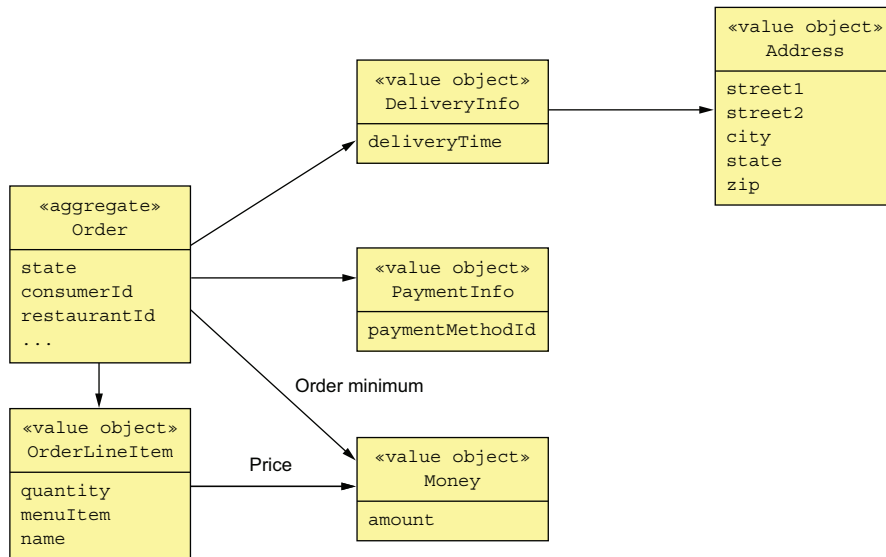 «value object»
Address
street1
street2
city
state
zip
«value object»
DeliveryInfo
deliveryTime
«aggregate»
Order
state
consumerId
restaurantId
...
«value object»
PaymentInfo
paymentMethodId
Order minimum
«value object»
OrderLineItem
quantity
menuItem
name
Price
«value object»
Money
amount